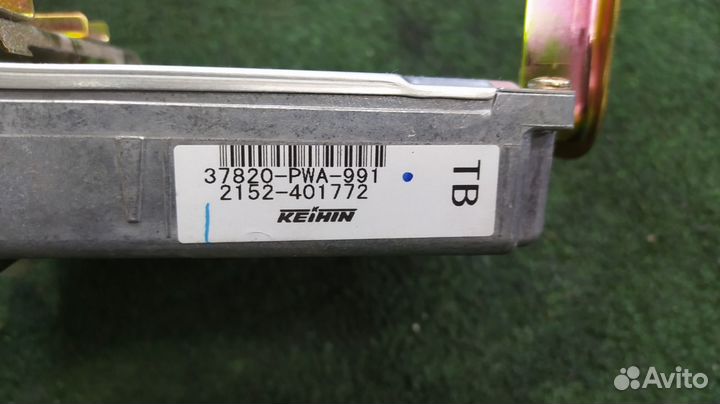 37820-PWA-991
2152-401772
KEIHIN
TB
Avito